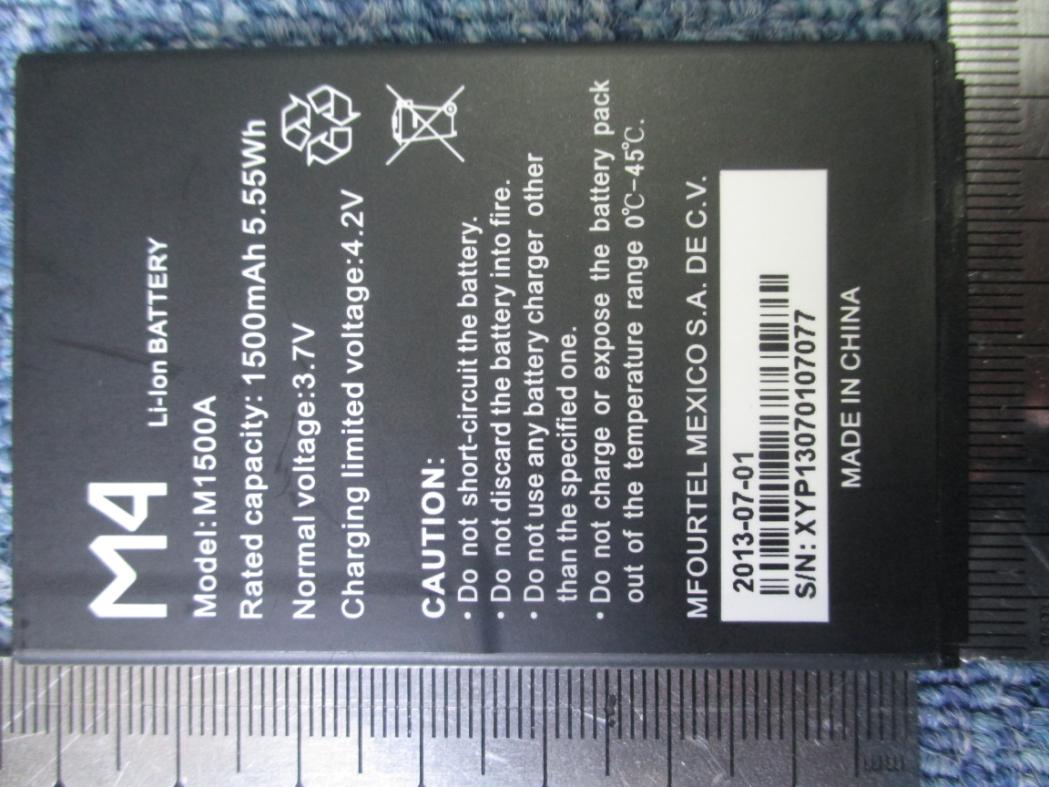 M4
Li-Ion BATTERY
Model:M1500A
Rated capacity:1500mAh 5.55Wh
Normal voltage:3.7V
Charging limited voltage:4.2V
CAUTION:
• Do not short-circuit the battery.
• Do not discard the battery into fire.
• Do not use any battery charger other
than the specified one.
• Do not charge or expose the battery pack
out of the temperature range 0℃-45℃.
MFOURTEL MEXICO S.A. DE C.V.
2013-07-01
S/N: XYP13070107077
MADE IN CHINA
mm